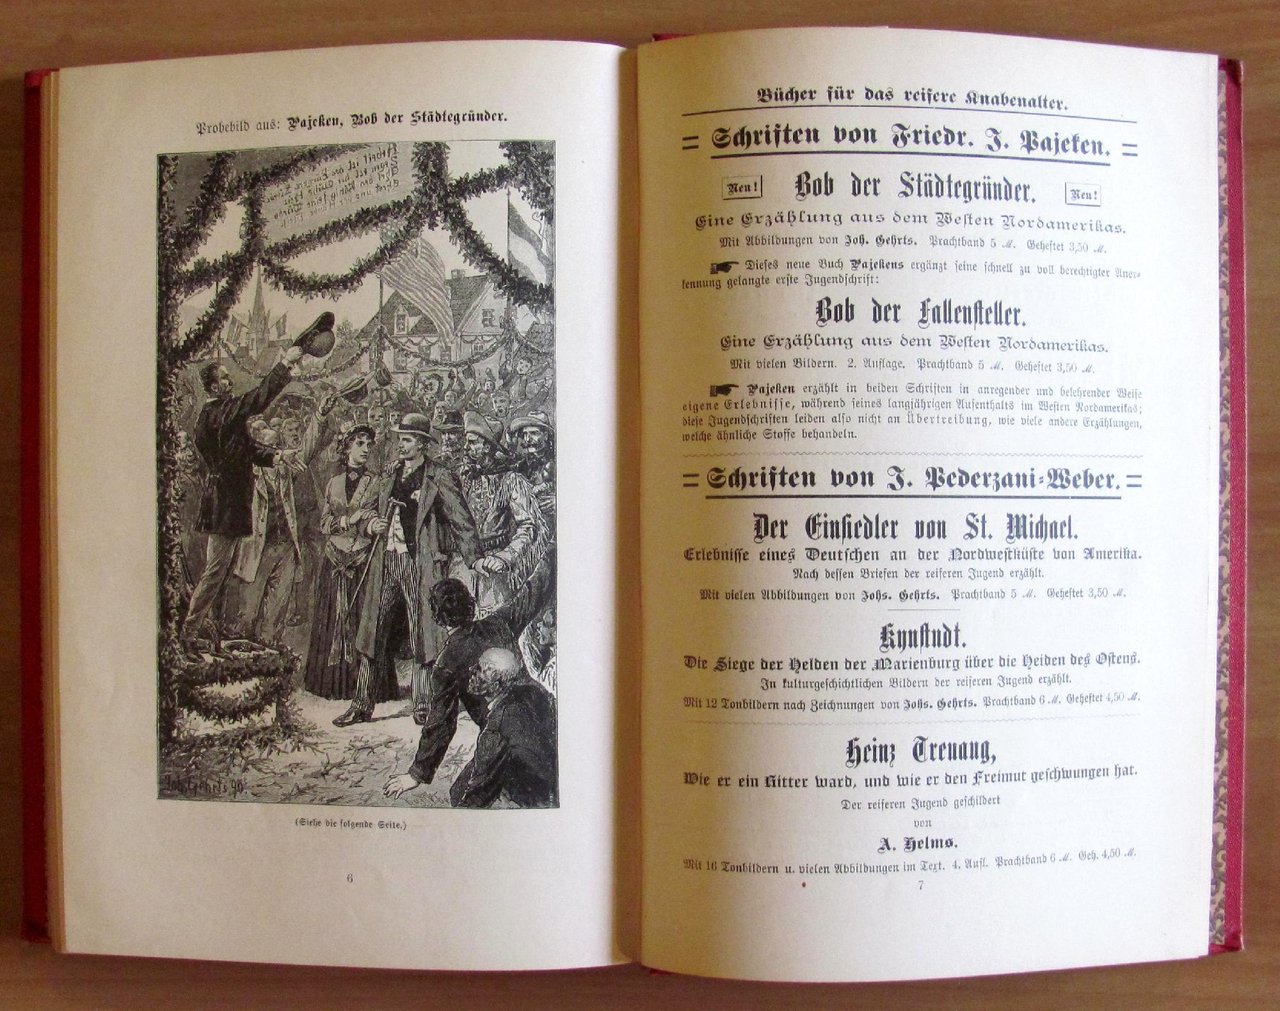 Probebild aus: Pajeken, Bob der Städtegründer.
Joh. Gehrts 90
(Siehe die folgende Seite.)
6
Bücher für das reifere Knabenalter.
Schriften von Friedr. J. Pajeken.
Neu! Bob der Städtegründer. Neu!
Eine Erzählung aus dem Westen Nordamerikas.
Mit Abbildungen von Joh. Gehrts. Prachtband 5 M. Geheftet 3,50 M.
Dieses neue Buch Pajekens ergänzt seine schnell zu voll berechtigter Aner-
kennung gelangte erste Jugendschrift:
Bob der Fallensteller.
Eine Erzählung aus dem Westen Nordamerikas.
Mit vielen Bildern. 2. Auflage. Prachtband 5 M. Geheftet 3,50 M.
Pajeken erzählt in beiden Schriften in anregender und belehrender Weise
eigene Erlebnisse, während seines langjährigen Aufenthalts im Westen Nordamerikas;
diese Jugendschriften leiden also nicht an Übertreibung, wie viele andere Erzählungen,
welche ähnliche Stoffe behandeln.
Schriften von J. Pederzani-Weber.
Der Einsiedler von St. Michael.
Erlebnisse eines Deutschen an der Nordwestküste von Amerika.
Nach dessen Briefen der reiferen Jugend erzählt.
Mit vielen Abbildungen von Johs. Gehrts. Prachtband 5 M. Geheftet 3,50 M.
Kynstudt.
Die Siege der Helden der Marienburg über die Heiden des Ostens.
In kulturgeschichtlichen Bildern der reiferen Jugend erzählt.
Mit 12 Tonbildern nach Zeichnungen von Johs. Gehrts. Prachtband 6 M. Geheftet 4,50 M.
Heinz Treuaug,
Wie er ein Ritter ward, und wie er den Freimut geschwungen hat.
Der reiferen Jugend geschildert
von
A. Helms.
Mit 16 Tonbildern u. vielen Abbildungen im Text. 4. Aufl. Prachtband 6 M. Geh. 4,50 M.
7